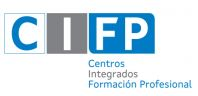 CIFP
Centros
Integrados
Formación Profesional